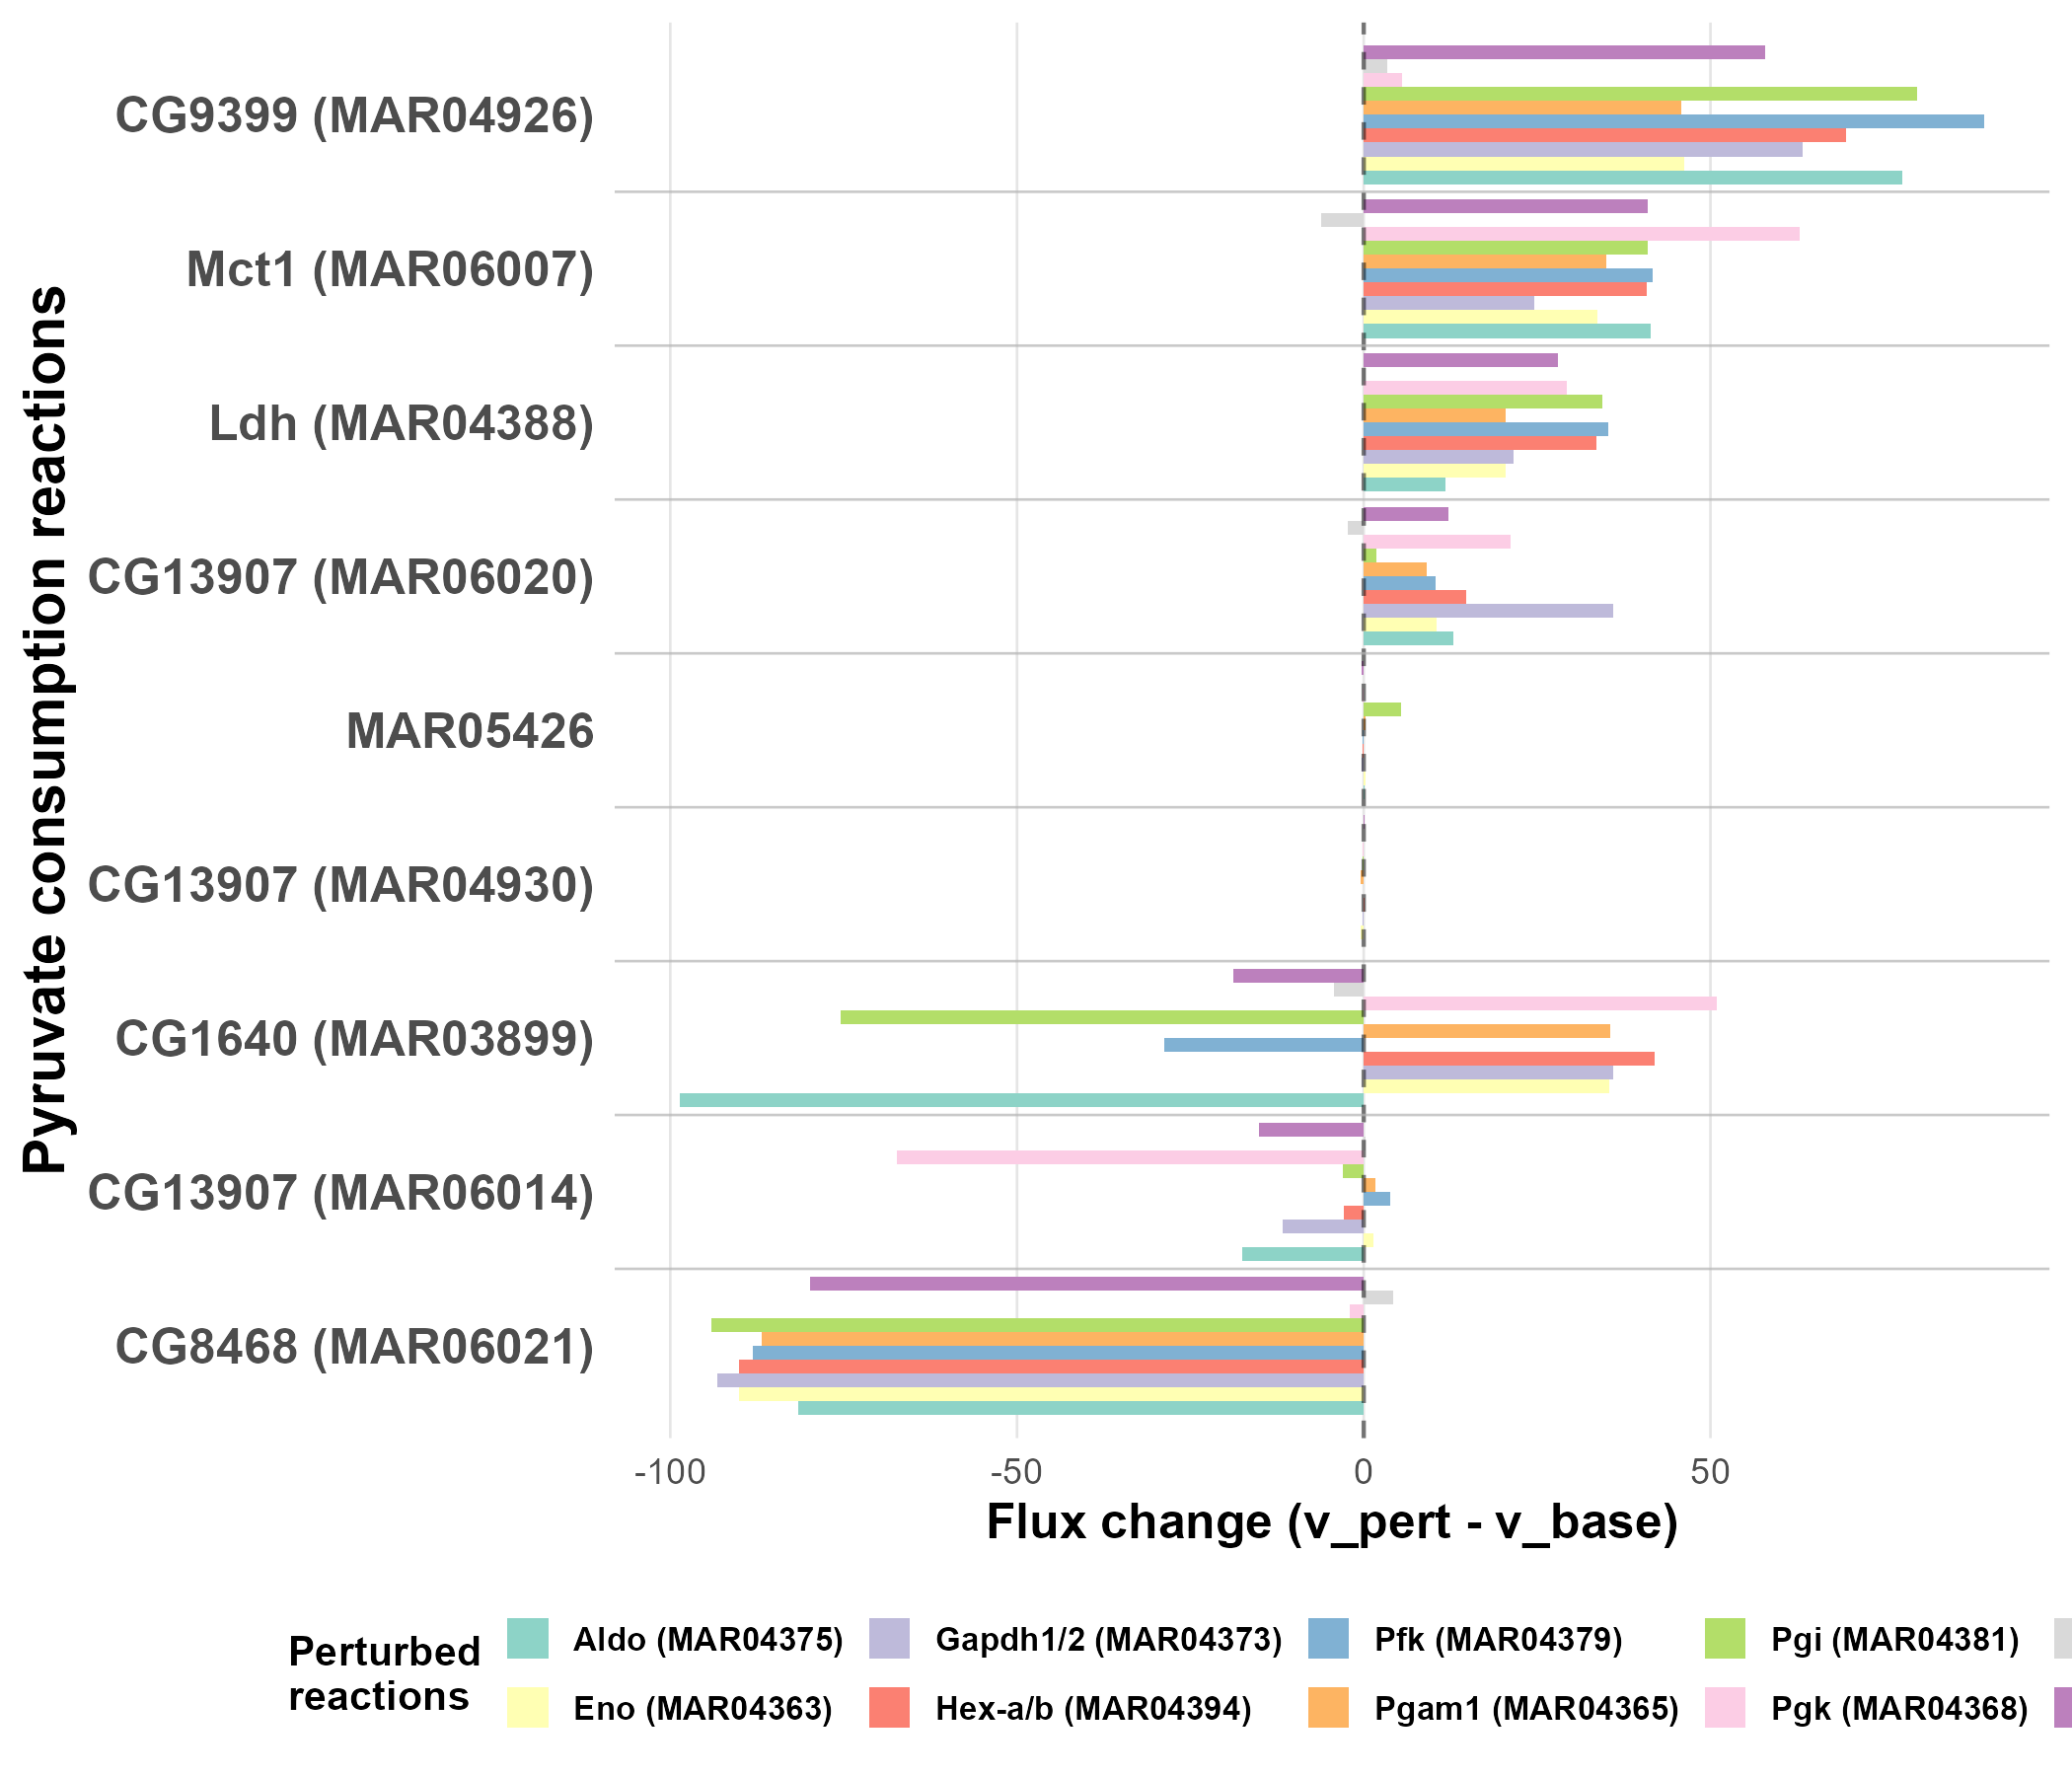 Pyruvate consumption reactions
CG9399 (MAR04926)
Mct1 (MAR06007)
Ldh (MAR04388)
CG13907 (MAR06020)
MAR05426
CG13907 (MAR04930)
CG1640 (MAR03899)
CG13907 (MAR06014)
CG8468 (MAR06021)
-100
-50
0
50
Flux change (v_pert - v_base)
Perturbed
reactions
Aldo (MAR04375)
Gapdh1/2 (MAR04373)
Pfk (MAR04379)
Pgi (MAR04381)
Eno (MAR04363)
Hex-a/b (MAR04394)
Pgam1 (MAR04365)
Pgk (MAR04368)